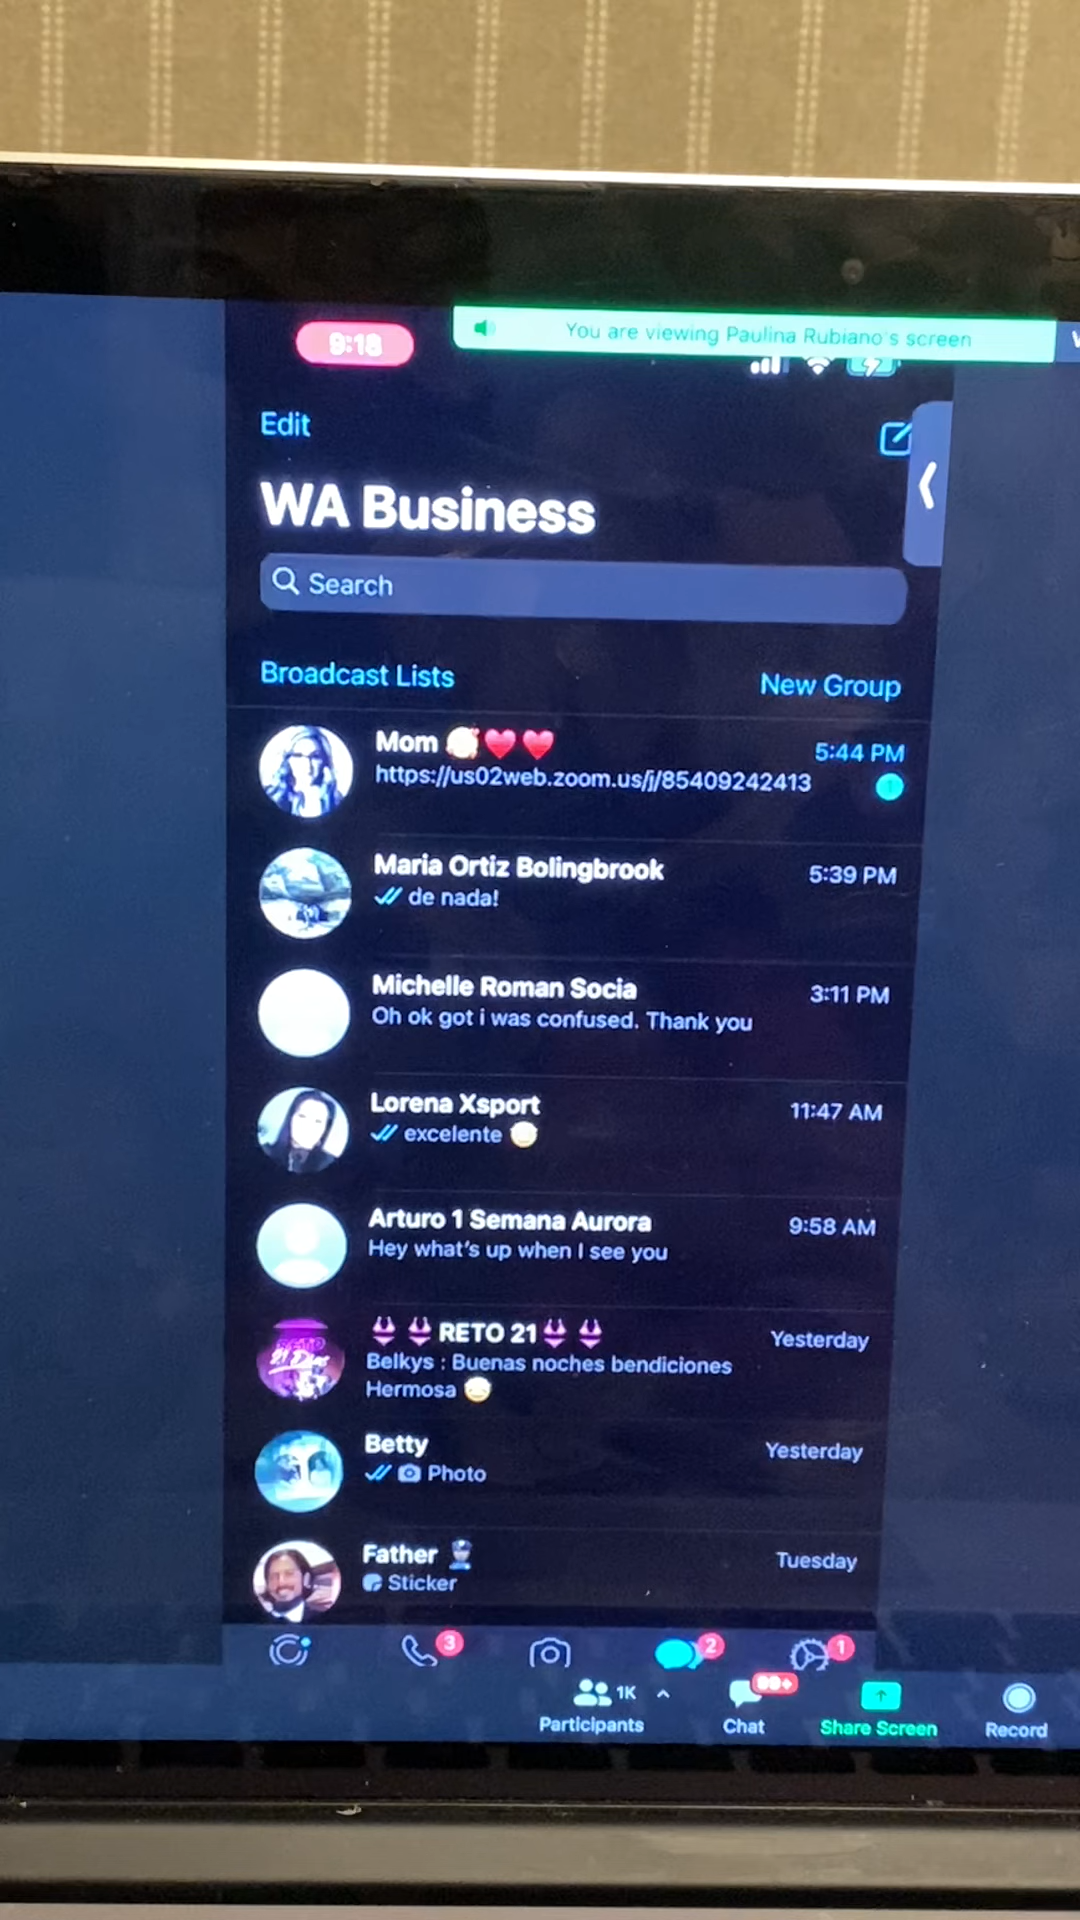 9:18
You are viewing Paulina Rubiano's screen
Edit
WA Business
Search
Broadcast Lists
New Group
Mom 🥰♥️♥️
5:44 PM
https://us02web.zoom.us/j/85409242413
1
Maria Ortiz Bolingbrook
5:39 PM
de nada!
Michelle Roman Socia
3:11 PM
Oh ok got i was confused. Thank you
Lorena Xsport
11:47 AM
excelente
Arturo 1 Semana Aurora
9:58 AM
Hey what's up when I see you
👙 👙 RETO 21 👙 👙
Yesterday
Belkys : Buenas noches bendiciones
Hermosa
Betty
Yesterday
Photo
Father 👮
Tuesday
Sticker
3
2
1
1K
99+
Participants
Chat
Share Screen
Record